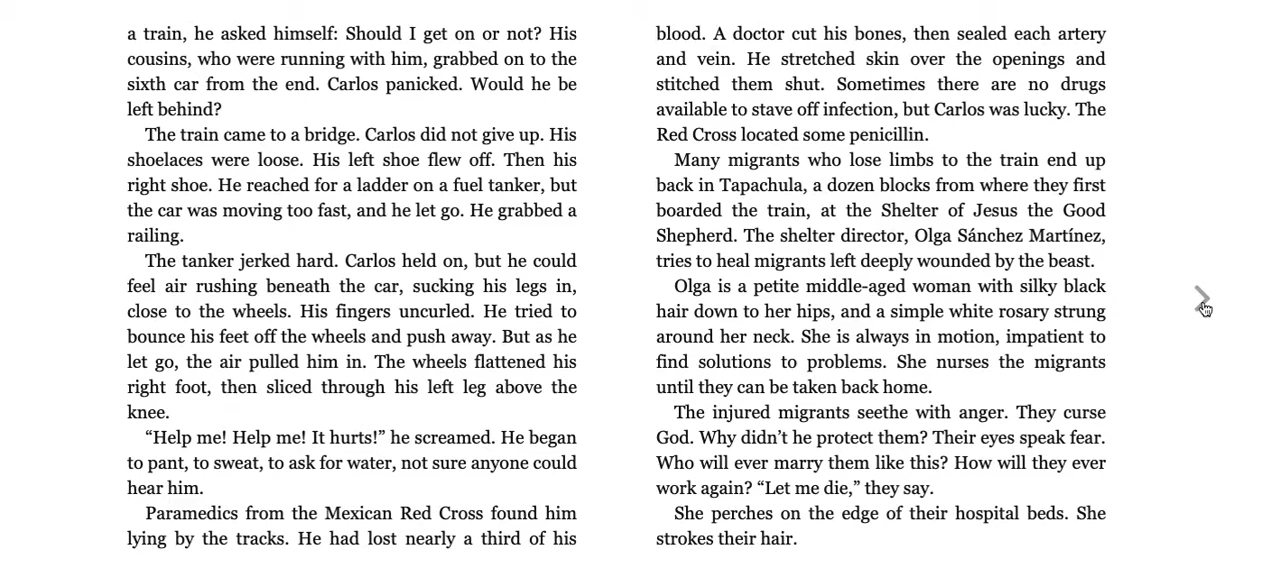 a train, he asked himself: Should I get on or not? His
cousins, who were running with him, grabbed on to the
sixth car from the end. Carlos panicked. Would he be
left behind?
The train came to a bridge. Carlos did not give up. His
shoelaces were loose. His left shoe flew off. Then his
right shoe. He reached for a ladder on a fuel tanker, but
the car was moving too fast, and he let go. He grabbed a
railing.
The tanker jerked hard. Carlos held on, but he could
feel air rushing beneath the car, sucking his legs in,
close to the wheels. His fingers uncurled. He tried to
bounce his feet off the wheels and push away. But as he
let go, the air pulled him in. The wheels flattened his
right foot, then sliced through his left leg above the
knee.
“Help me! Help me! It hurts!” he screamed. He began
to pant, to sweat, to ask for water, not sure anyone could
hear him.
Paramedics from the Mexican Red Cross found him
lying by the tracks. He had lost nearly a third of his
blood. A doctor cut his bones, then sealed each artery
and vein. He stretched skin over the openings and
stitched them shut. Sometimes there are no drugs
available to stave off infection, but Carlos was lucky. The
Red Cross located some penicillin.
Many migrants who lose limbs to the train end up
back in Tapachula, a dozen blocks from where they first
boarded the train, at the Shelter of Jesus the Good
Shepherd. The shelter director, Olga Sánchez Martínez,
tries to heal migrants left deeply wounded by the beast.
Olga is a petite middle-aged woman with silky black
hair down to her hips, and a simple white rosary strung
around her neck. She is always in motion, impatient to
find solutions to problems. She nurses the migrants
until they can be taken back home.
The injured migrants seethe with anger. They curse
God. Why didn’t he protect them? Their eyes speak fear.
Who will ever marry them like this? How will they ever
work again? “Let me die,” they say.
She perches on the edge of their hospital beds. She
strokes their hair.